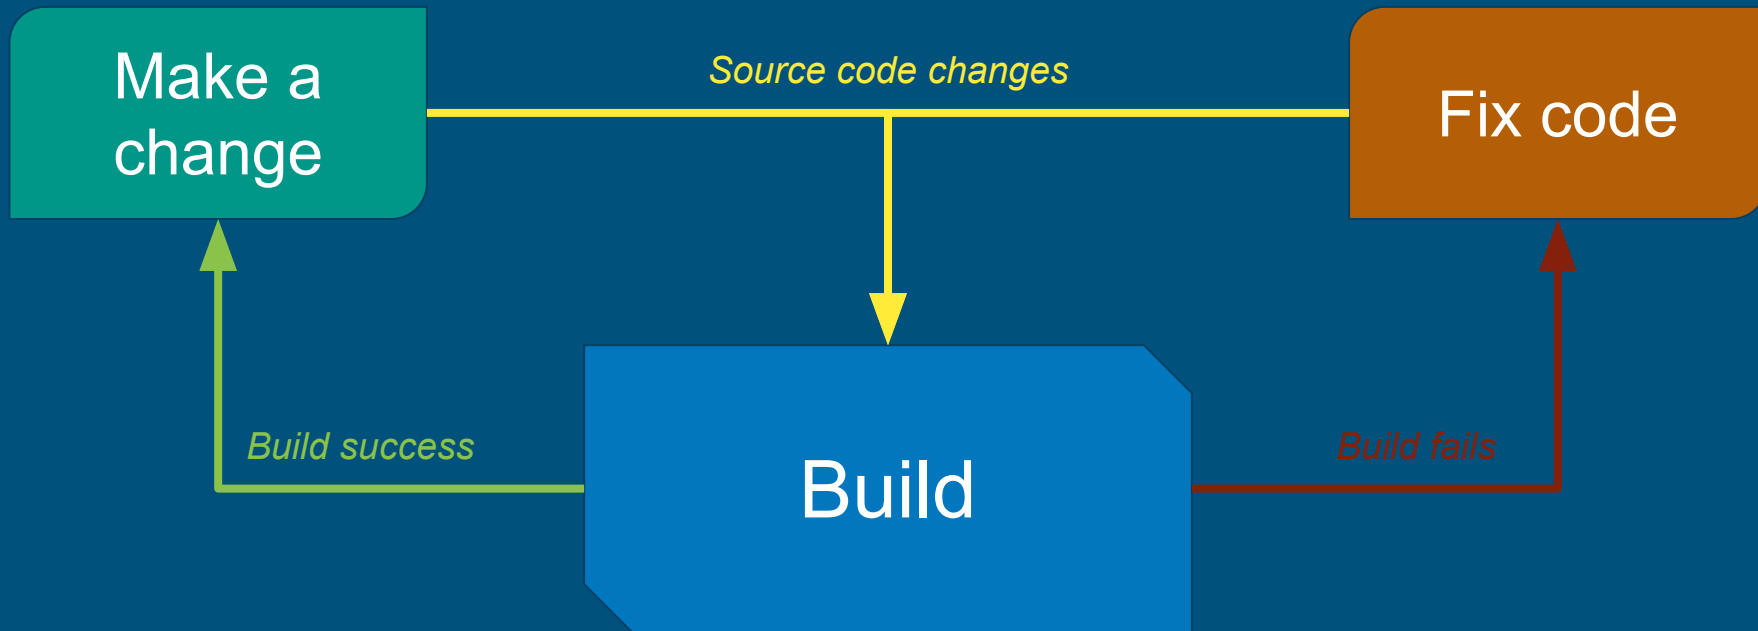 Make a
change
Source code changes
Fix code
Build success
Build
Build fails